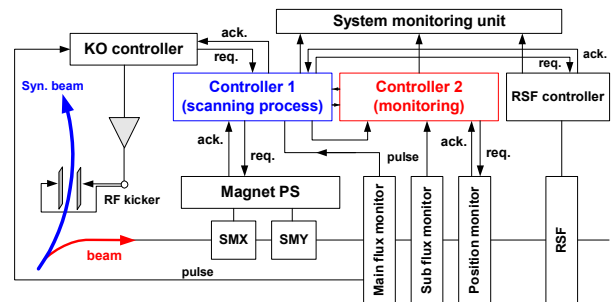 System monitoring unit
KO controller
ack.
req.
req.
ack.
Syn. beam
Controller 1
(scanning process)
Controller 2
(monitoring)
RSF controller
ack.
req.
pulse
ack.
req.
RF kicker
Magnet PS
SMX
SMY
Main flux monitor
Sub flux monitor
Position monitor
RSF
beam
pulse